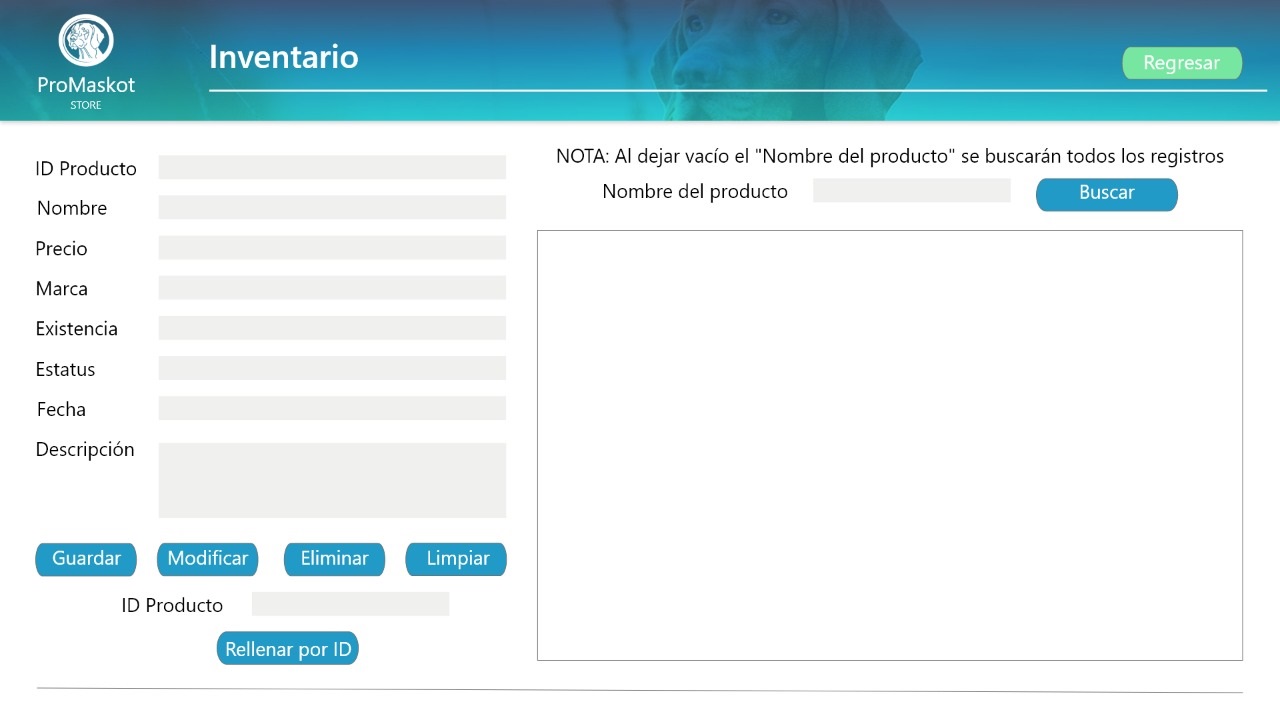 ProMaskot
STORE
Inventario
Regresar
ID Producto
Nombre
Precio
Marca
Existencia
Estatus
Fecha
Descripción
Guardar
Modificar
Eliminar
Limpiar
ID Producto
Rellenar por ID
NOTA: Al dejar vacío el "Nombre del producto" se buscarán todos los registros
Nombre del producto
Buscar